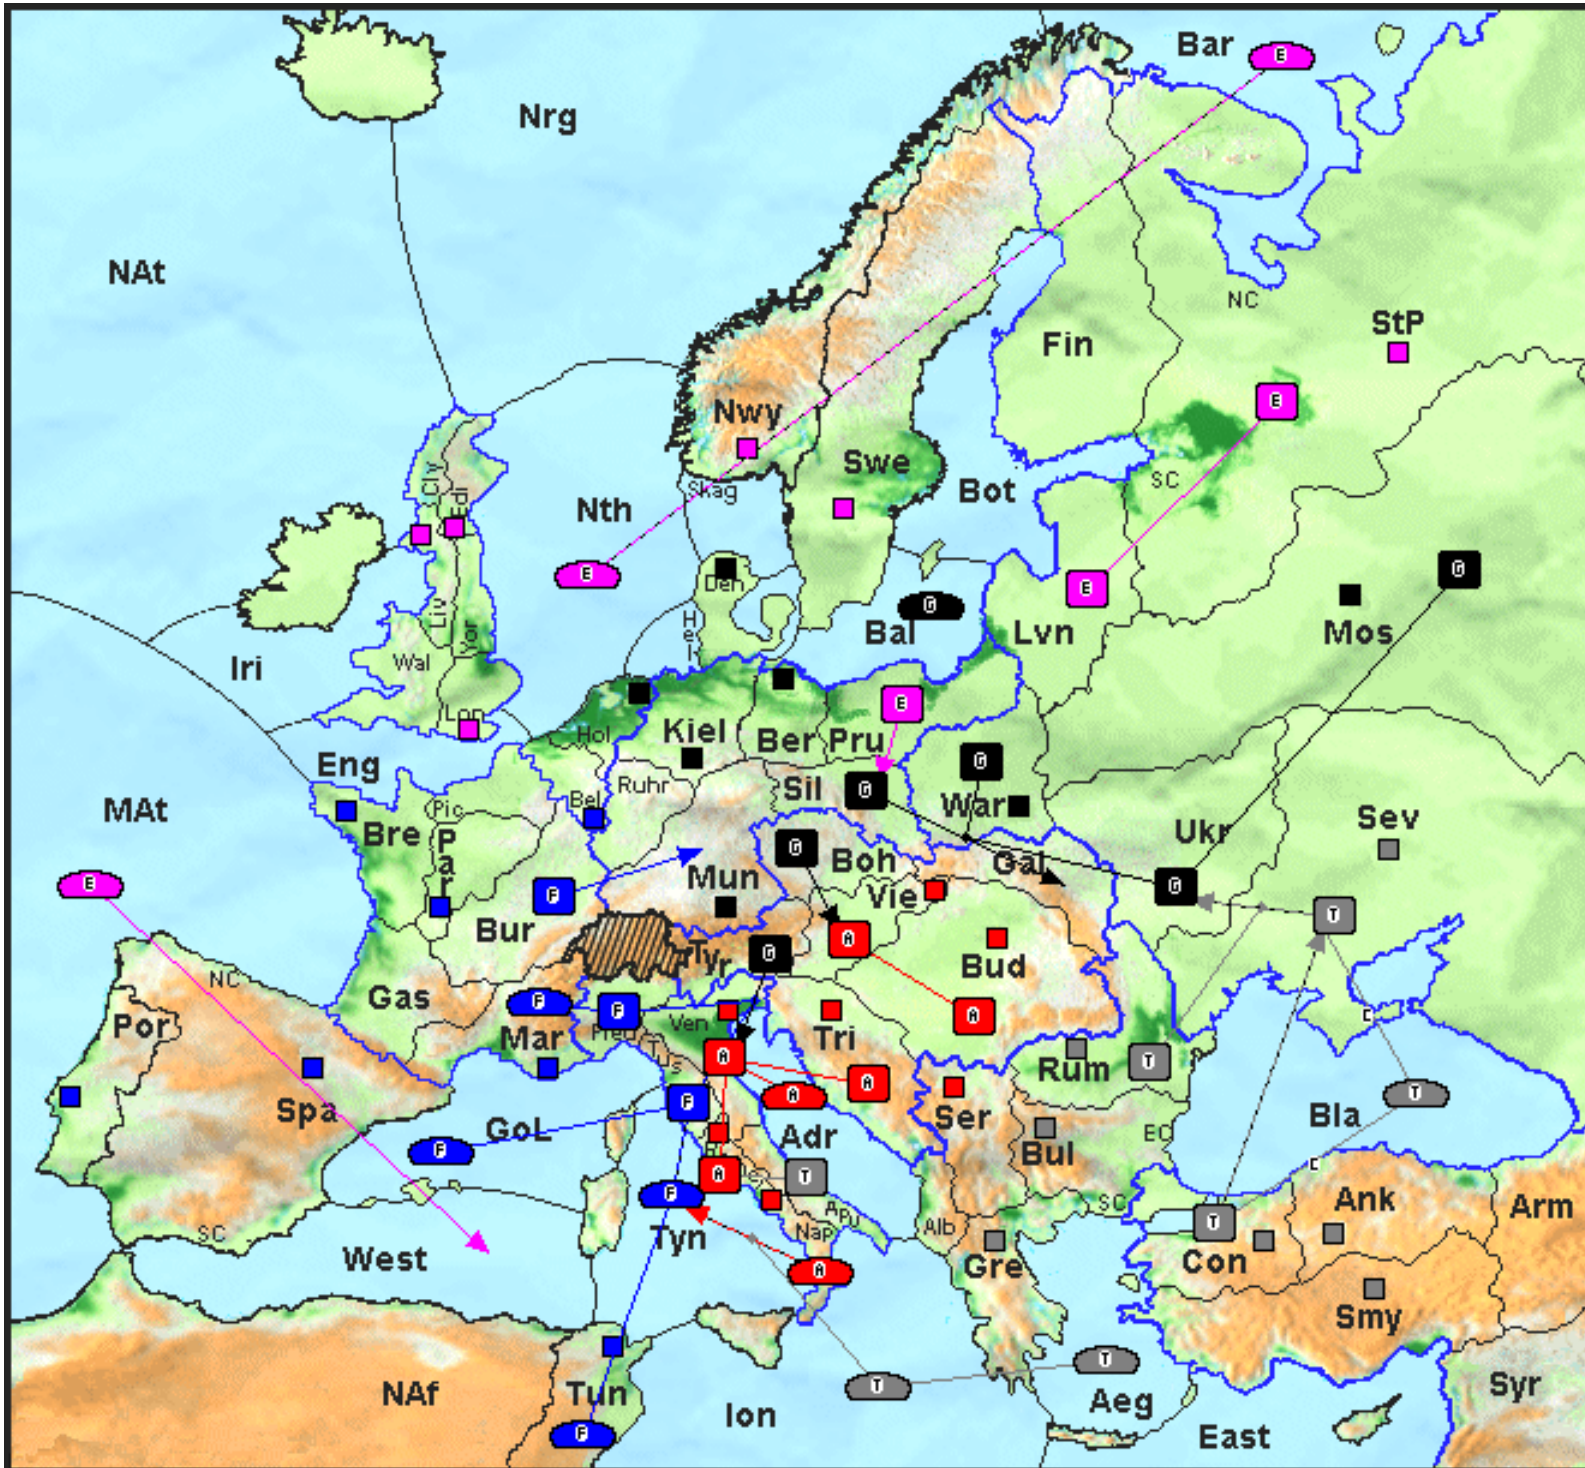 Bar
E
Nrg
NAt
NC
StP
Fin
E
Nwy
Swe
Cly
Edi
SC
Skag
Bot
Nth
E
Den
G
E
G
Bal
Lvn
Mos
Liv
Yor
Hel
Iri
Wal
Lon
E
Hol
Kiel
Ber
Pru
G
Eng
Ruhr
Sil
G
War
Bel
MAt
Pic
Bre
Par
Ukr
Sev
G
Boh
Gal
Mun
Vie
E
F
G
T
Bur
A
Tyr
G
Bud
NC
Gas
F
F
A
Por
Mar
Pied
Ven
Tri
C
Tus
A
Rum
T
A
Spa
F
A
T
GoL
Adr
Ser
Bla
Bul
EC
F
C
A
T
F
Ank
Arm
SC
Apu
SC
T
West
Tyn
Nap
Alb
Con
Gre
A
Smy
T
NAf
Tun
T
Aeg
Syr
Ion
F
East